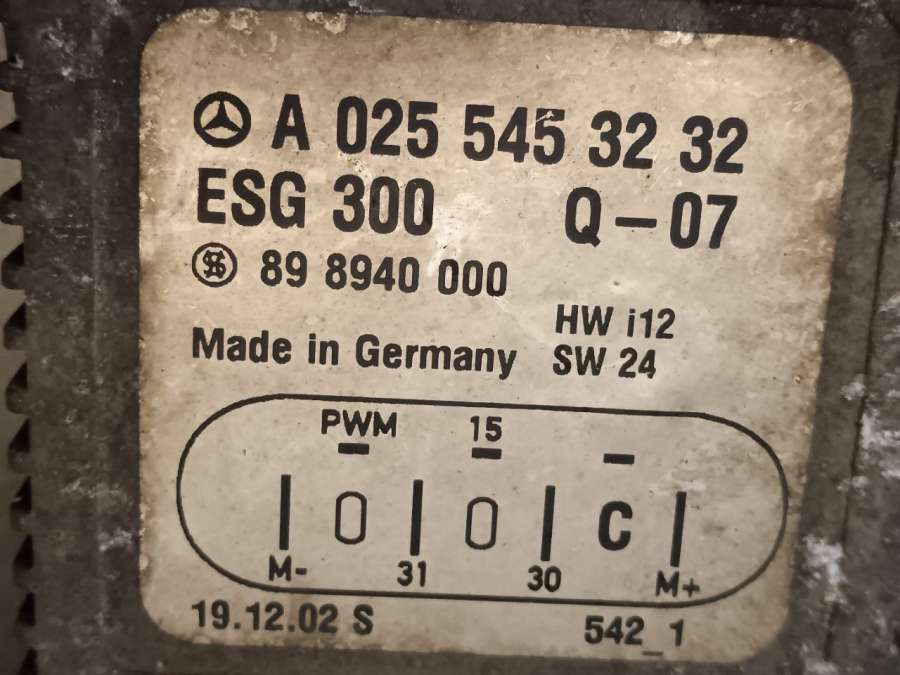 A 025 545 32 32
ESG 300 Q-07
89 8940 000
HW i12
Made in Germany SW 24
PWM 15
C
M- 31 30 M+
19.12.02 S 542_1